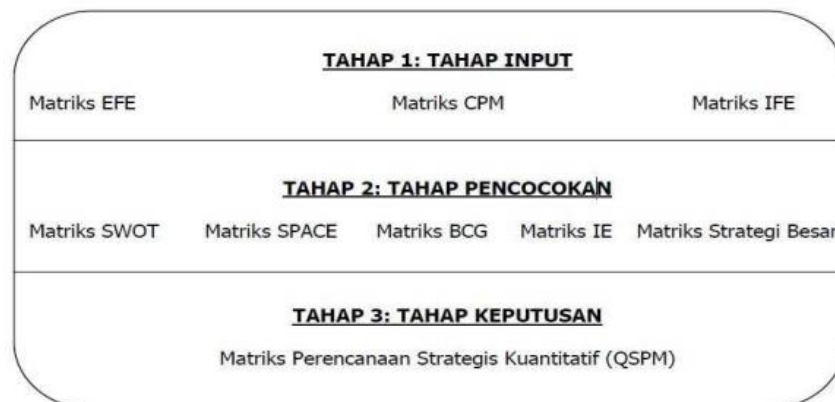 TAHAP 1: TAHAP INPUT
Matriks EFE Matriks CPM Matriks IFE
TAHAP 2: TAHAP PENCOCOKAN
Matriks SWOT Matriks SPACE Matriks BCG Matriks IE Matriks Strategi Besar
TAHAP 3: TAHAP KEPUTUSAN
Matriks Perencanaan Strategis Kuantitatif (QSPM)